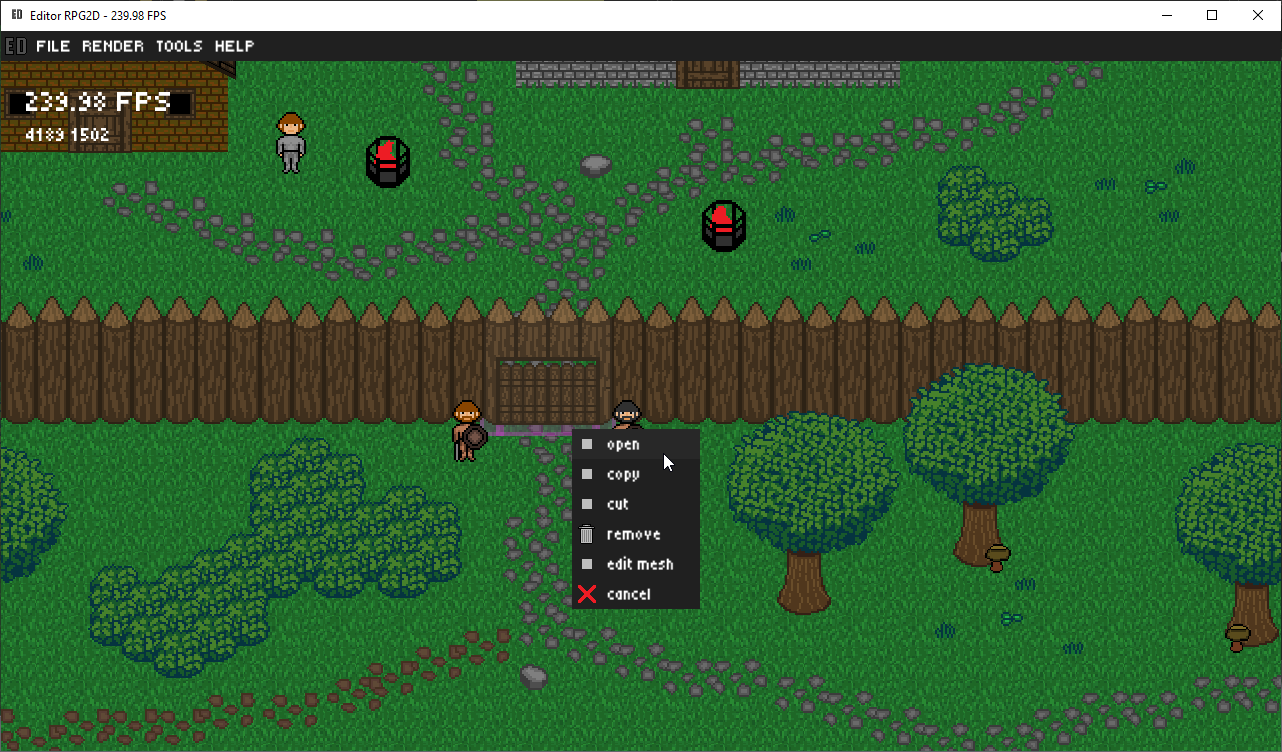 ED Editor RPG2D - 239.98 FPS
ED FILE RENDER TOOLS HELP
239.98 FPS
4189 1502
open
copy
cut
remove
edit mesh
cancel